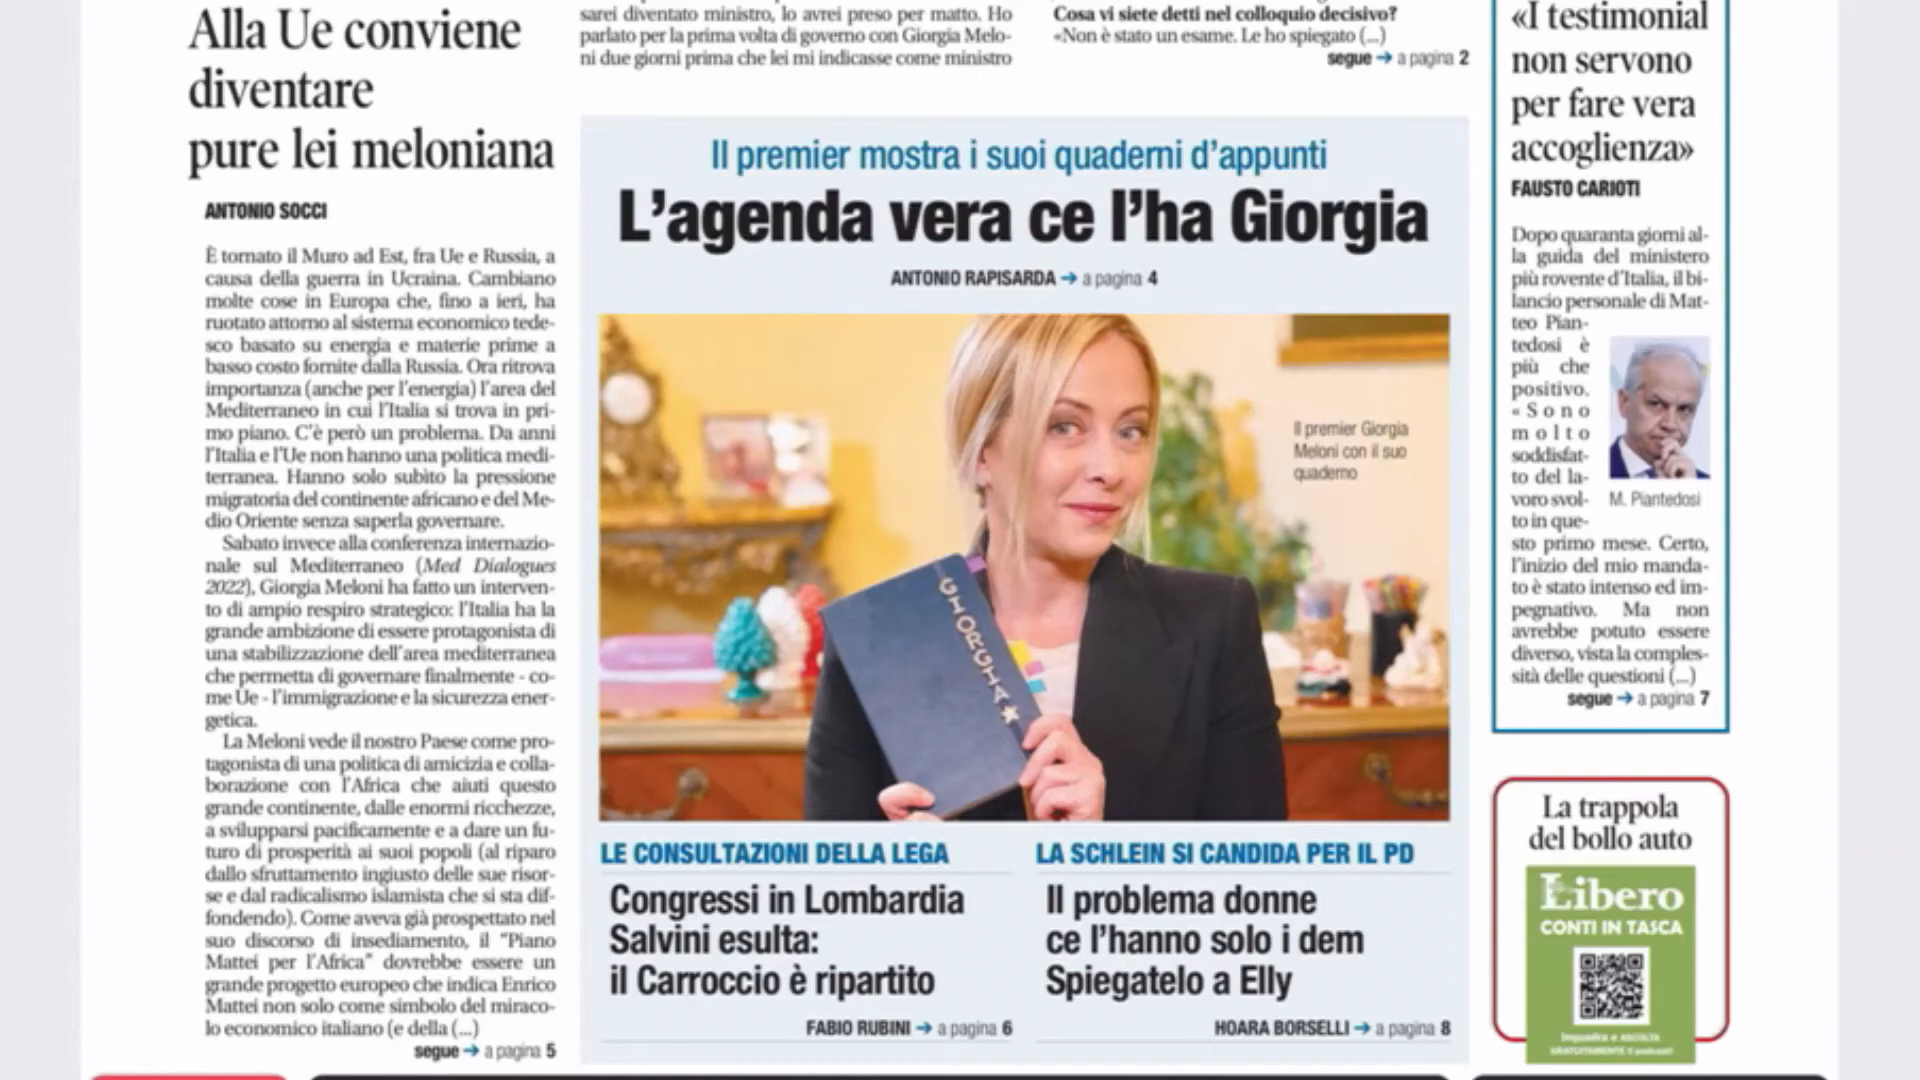 Alla Ue conviene
diventare
pure lei meloniana
ANTONIO SOCCI
È tornato il Muro ad Est, fra Ue e Russia, a
causa della guerra in Ucraina. Cambiano
molte cose in Europa che, fino a ieri, ha
ruotato attorno al sistema economico tede-
sco basato su energia e materie prime a
basso costo fornite dalla Russia. Ora ritrova
importanza (anche per l'energia) l'area del
Mediterraneo in cui l'Italia si trova in pri-
mo piano. C'è però un problema. Da anni
l'Italia e l'Ue non hanno una politica medi-
terranea. Hanno solo subìto la pressione
migratoria del continente africano e del Me-
dio Oriente senza saperla governare.
Sabato invece alla conferenza internazio-
nale sul Mediterraneo (Med Dialogues
2022), Giorgia Meloni ha fatto un interven-
to di ampio respiro strategico: l'Italia ha la
grande ambizione di essere protagonista di
una stabilizzazione dell'area mediterranea
che permetta di governare finalmente - co-
me Ue - l'immigrazione e la sicurezza ener-
getica.
La Meloni vede il nostro Paese come pro-
tagonista di una politica di amicizia e colla-
borazione con l'Africa che aiuti questo
grande continente, dalle enormi ricchezze,
a svilupparsi pacificamente e a dare un fu-
turo di prosperità ai suoi popoli (al riparo
dallo sfruttamento ingiusto delle sue risor-
se e dal radicalismo islamista che si sta dif-
fondendo). Come aveva già prospettato nel
suo discorso di insediamento, il "Piano
Mattei per l'Africa" dovrebbe essere un
grande progetto europeo che indica Enrico
Mattei non solo come simbolo del miraco-
lo economico italiano (e della (...)
segue → a pagina 5
sarei diventato ministro, lo avrei preso per matto. Ho
parlato per la prima volta di governo con Giorgia Melo-
ni due giorni prima che lei mi indicasse come ministro
Cosa vi siete detti nel colloquio decisivo?
«Non è stato un esame. Le ho spiegato (...)
segue → a pagina 2
Il premier mostra i suoi quaderni d'appunti
L'agenda vera ce l'ha Giorgia
ANTONIO RAPISARDA → a pagina 4
Il premier Giorgia
Meloni con il suo
quaderno
GIORGIA
LE CONSULTAZIONI DELLA LEGA
Congressi in Lombardia
Salvini esulta:
il Carroccio è ripartito
FABIO RUBINI → a pagina 6
LA SCHLEIN SI CANDIDA PER IL PD
Il problema donne
ce l'hanno solo i dem
Spiegatelo a Elly
HOARA BORSELLI → a pagina 8
«I testimonial
non servono
per fare vera
accoglienza»
FAUSTO CARIOTI
Dopo quaranta giorni al-
la guida del ministero
più rovente d'Italia, il bi-
lancio personale di Mat-
teo Pian-
tedosi è
più che
positivo.
«Sono
molto
soddisfat-
to del la-
voro svol-
to in que-
sto primo mese. Certo,
l'inizio del mio manda-
to è stato intenso ed im-
pegnativo. Ma non
avrebbe potuto essere
diverso, vista la comples-
sità delle questioni (...)
segue → a pagina 7
M. Piantedosi
La trappola
del bollo auto
Libero
CONTI IN TASCA
Inquadra e ASCOLTA
GRATUITAMENTE il podcast!